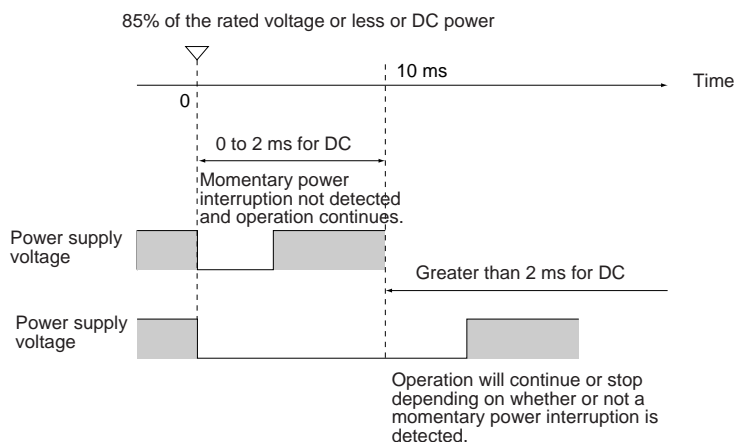 85% of the rated voltage or less or DC power
10 ms
Time
0
0 to 2 ms for DC
Momentary power
interruption not detected
and operation continues.
Power supply
voltage
Greater than 2 ms for DC
Power supply
voltage
Operation will continue or stop
depending on whether or not a
momentary power interruption is
detected.